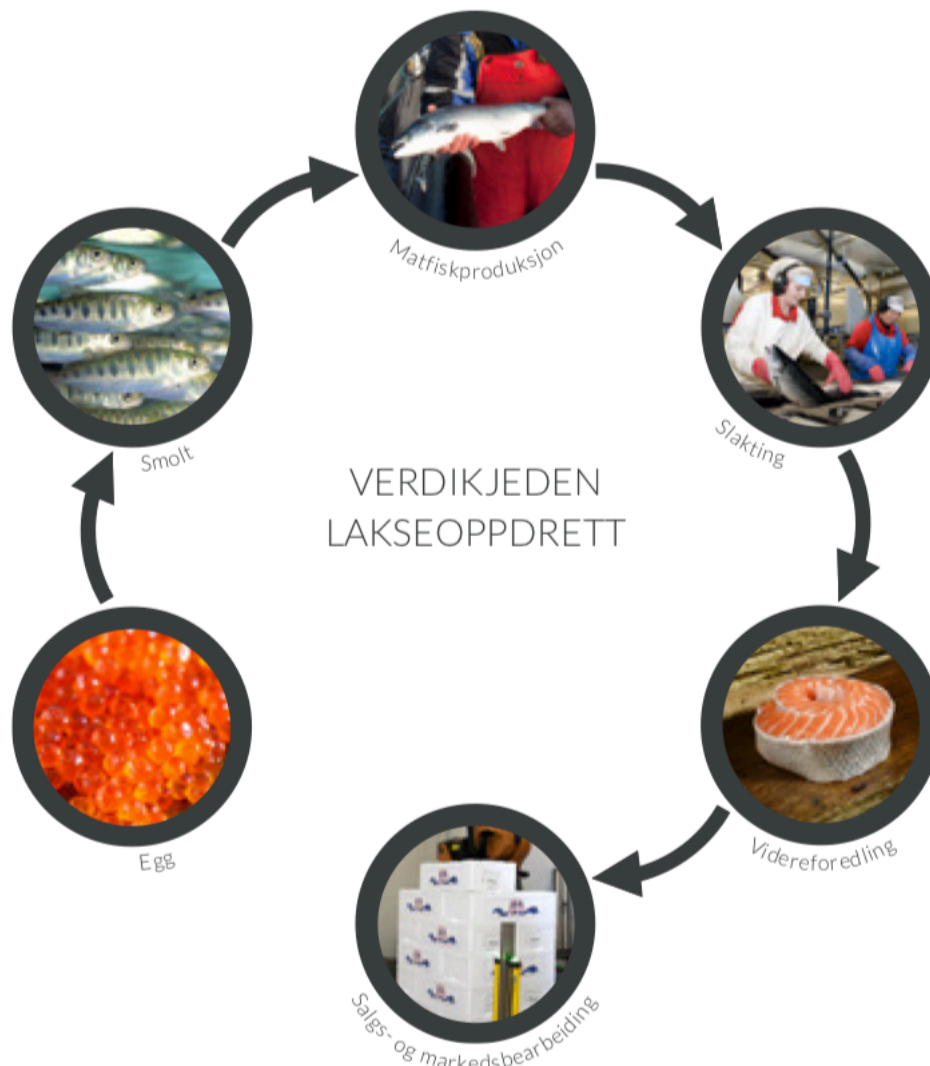 VERDIKJEDEN
LAKSEOPPDRETT
Egg
Smolt
Matfiskproduksjon
Slakting
Videreforedling
Salgs- og markedsbearbeiding